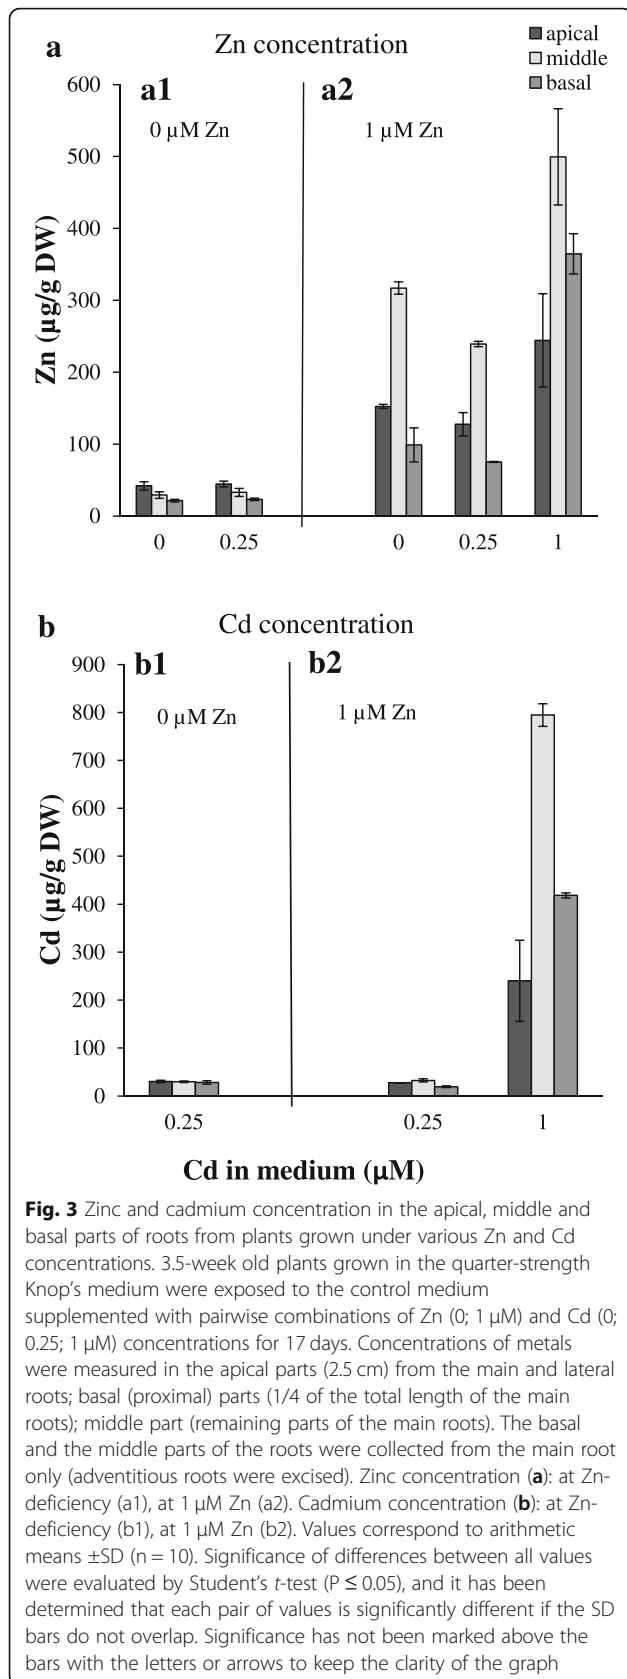 a
Zn concentration
apical
middle
basal
a1
a2
0 µM Zn
1 µM Zn
Zn (µg/g DW)
600
500
400
300
200
100
0
0
0.25
0
0.25
1
b
Cd concentration
b1
b2
0 µM Zn
1 µM Zn
Cd (µg/g DW)
900
800
700
600
500
400
300
200
100
0
0.25
0.25
1
Cd in medium (µM)
Fig. 3 Zinc and cadmium concentration in the apical, middle and
basal parts of roots from plants grown under various Zn and Cd
concentrations. 3.5-week old plants grown in the quarter-strength
Knop’s medium were exposed to the control medium
supplemented with pairwise combinations of Zn (0; 1 µM) and Cd (0;
0.25; 1 µM) concentrations for 17 days. Concentrations of metals
were measured in the apical parts (2.5 cm) from the main and lateral
roots; basal (proximal) parts (1/4 of the total length of the main
roots); middle part (remaining parts of the main roots). The basal
and the middle parts of the roots were collected from the main root
only (adventitious roots were excised). Zinc concentration (a): at Zn-
deficiency (a1), at 1 µM Zn (a2). Cadmium concentration (b): at Zn-
deficiency (b1), at 1 µM Zn (b2). Values correspond to arithmetic
means ±SD (n = 10). Significance of differences between all values
were evaluated by Student’s t-test (P ≤ 0.05), and it has been
determined that each pair of values is significantly different if the SD
bars do not overlap. Significance has not been marked above the
bars with the letters or arrows to keep the clarity of the graph